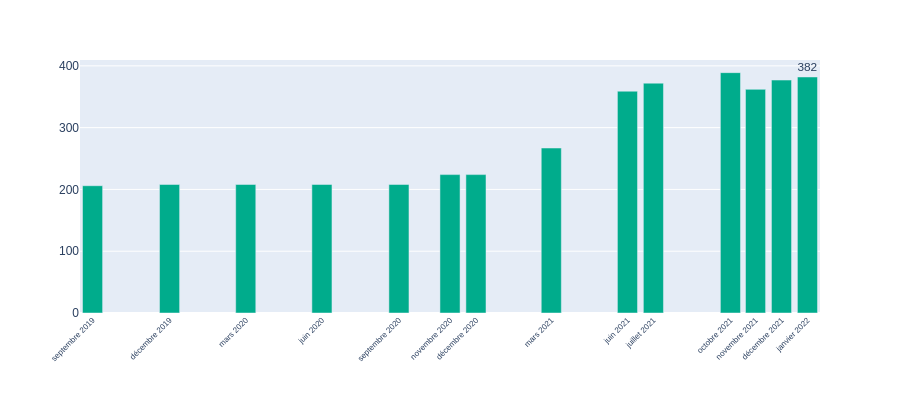 400
300
200
100
0
382
septembre 2019
décembre 2019
mars 2020
juin 2020
septembre 2020
novembre 2020
décembre 2020
mars 2021
juin 2021
juillet 2021
octobre 2021
novembre 2021
décembre 2021
janvier 2022